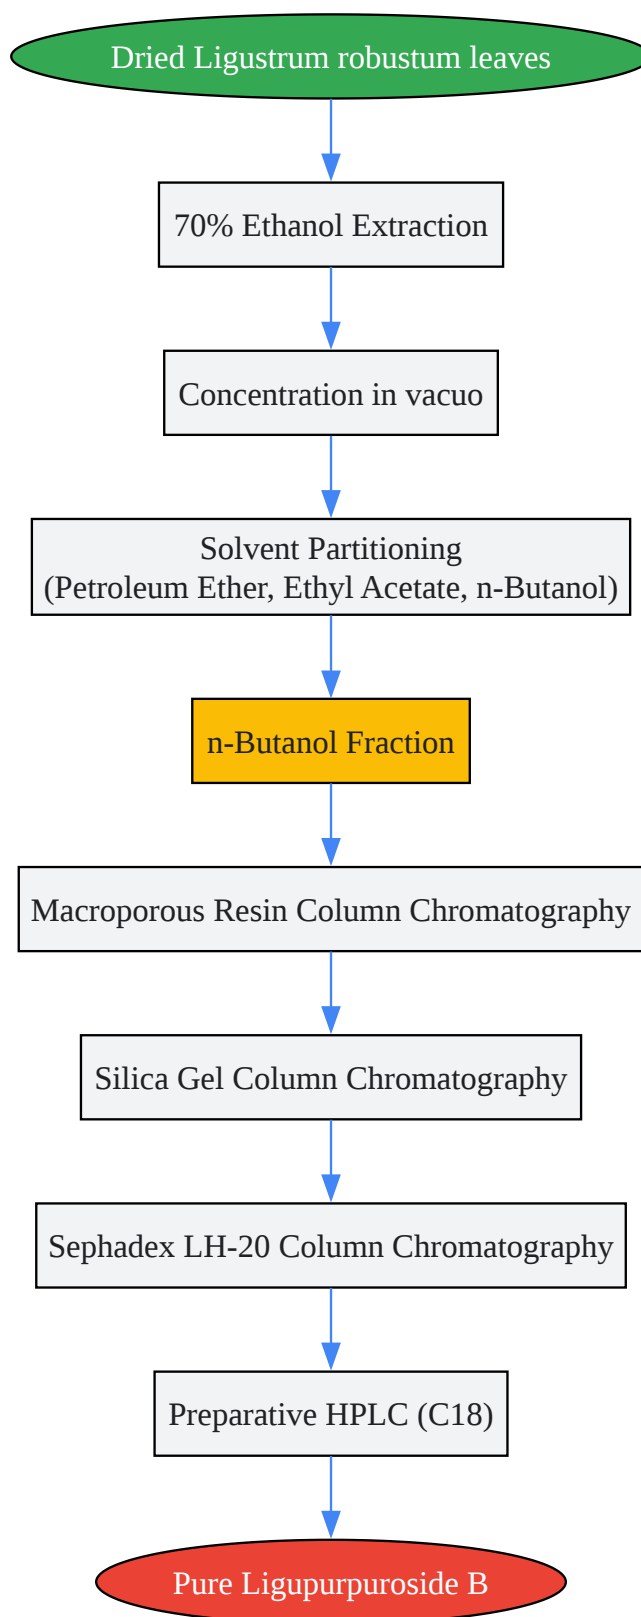 Dried Ligustrum robustum leaves
70% Ethanol Extraction
Concentration in vacuo
Solvent Partitioning
(Petroleum Ether, Ethyl Acetate, n-Butanol)
n-Butanol Fraction
Macroporous Resin Column Chromatography
Silica Gel Column Chromatography
Sephadex LH-20 Column Chromatography
Preparative HPLC (C18)
Pure Ligupurpuroside B